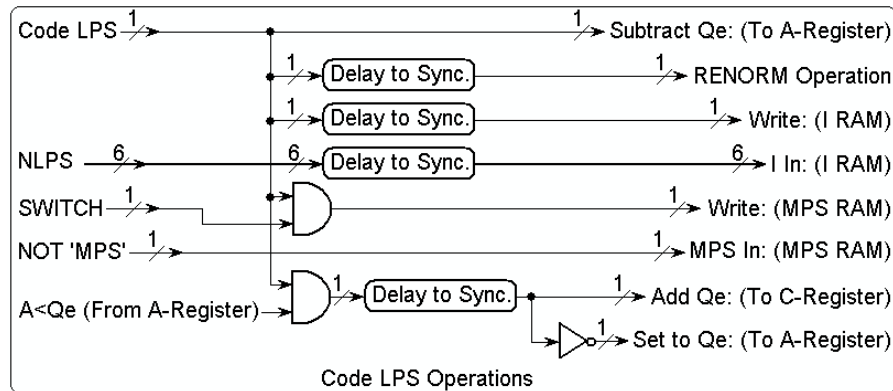 Code LPS 1 1 Subtract Qe: (To A-Register)
1 Delay to Sync. 1 RENORM Operation
1 Delay to Sync. 1 Write: (I RAM)
NLPS 6 6 Delay to Sync. 6 I In: (I RAM)
SWITCH 1 1 Write: (MPS RAM)
NOT 'MPS' 1 1 MPS In: (MPS RAM)
A<Qe (From A-Register) 1 Delay to Sync. 1 Add Qe: (To C-Register)
1 Set to Qe: (To A-Register)
Code LPS Operations